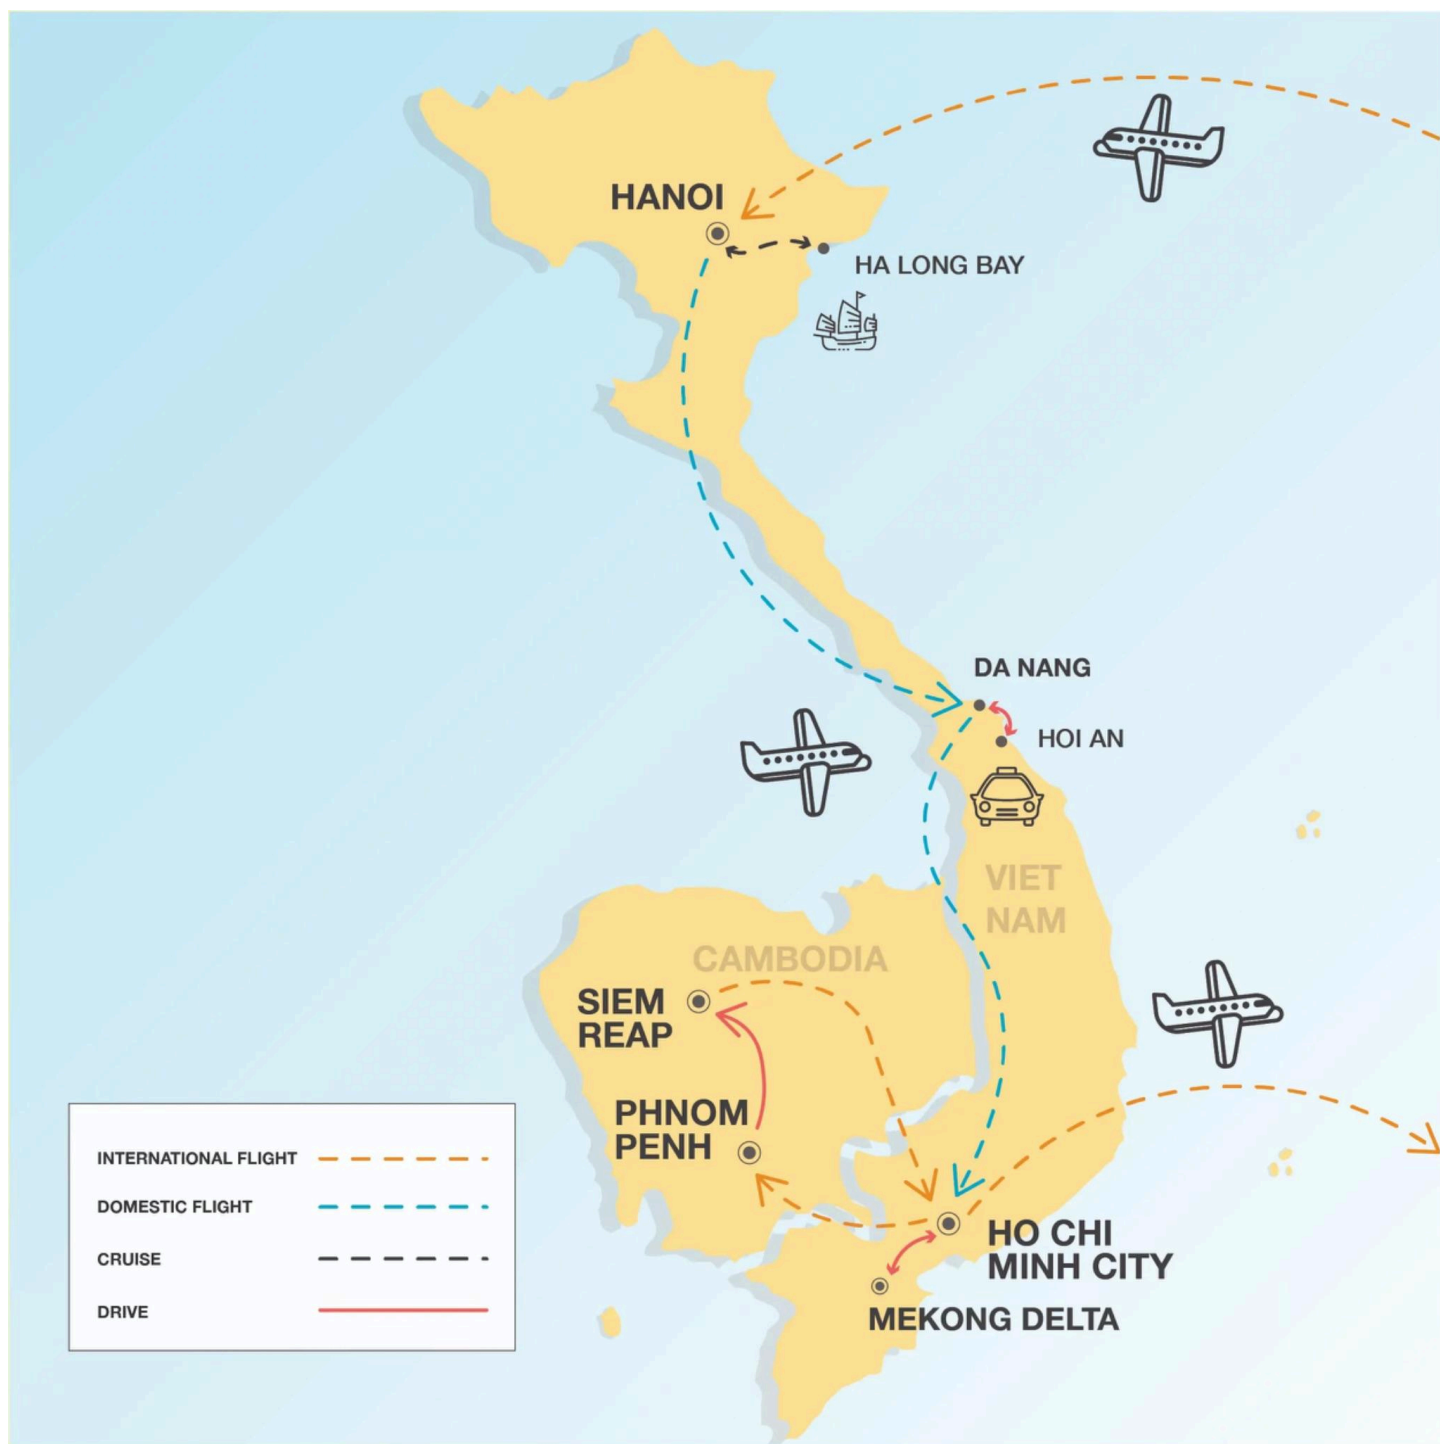 HANOI
HA LONG BAY
DA NANG
HOI AN
VIET
NAM
CAMBODIA
SIEM
REAP
PHNOM
PENH
INTERNATIONAL FLIGHT
DOMESTIC FLIGHT
CRUISE
DRIVE
HO CHI
MINH CITY
MEKONG DELTA